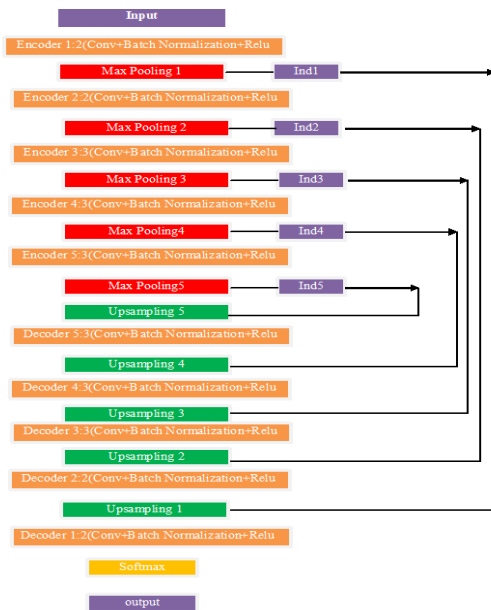 Input
Encoder 1:2(Conv+Batch Normalization+Relu
Max Pooling 1 Ind1
Encoder 2:2(Conv+Batch Normalization+Relu
Max Pooling 2 Ind2
Encoder 3:3(Conv+Batch Normalization+Relu
Max Pooling 3 Ind3
Encoder 4:3(Conv+Batch Normalization+Relu
Max Pooling4 Ind4
Encoder 5:3(Conv+Batch Normalization+Relu
Max Pooling5 Ind5
Upsampling 5
Decoder 5:3(Conv+Batch Normalization+Relu
Upsampling 4
Decoder 4:3(Conv+Batch Normalization+Relu
Upsampling 3
Decoder 3:3(Conv+Batch Normalization+Relu
Upsampling 2
Decoder 2:2(Conv+Batch Normalization+Relu
Upsampling 1
Decoder 1:2(Conv+Batch Normalization+Relu
Softmax
output